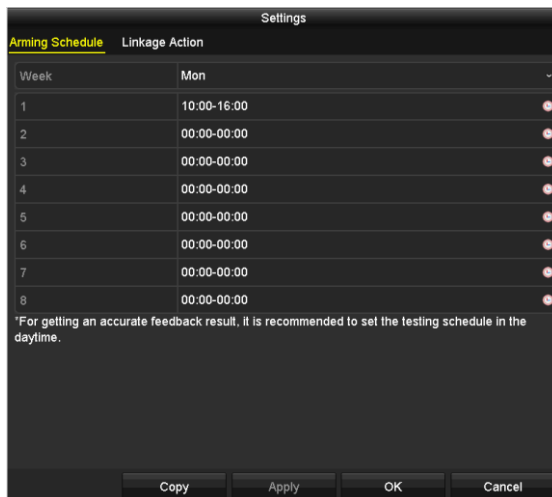 Settings
Arming Schedule Linkage Action
Week Mon
1 10:00-16:00
2 00:00-00:00
3 00:00-00:00
4 00:00-00:00
5 00:00-00:00
6 00:00-00:00
7 00:00-00:00
8 00:00-00:00
*For getting an accurate feedback result, it is recommended to set the testing schedule in the
daytime.
Copy Apply OK Cancel